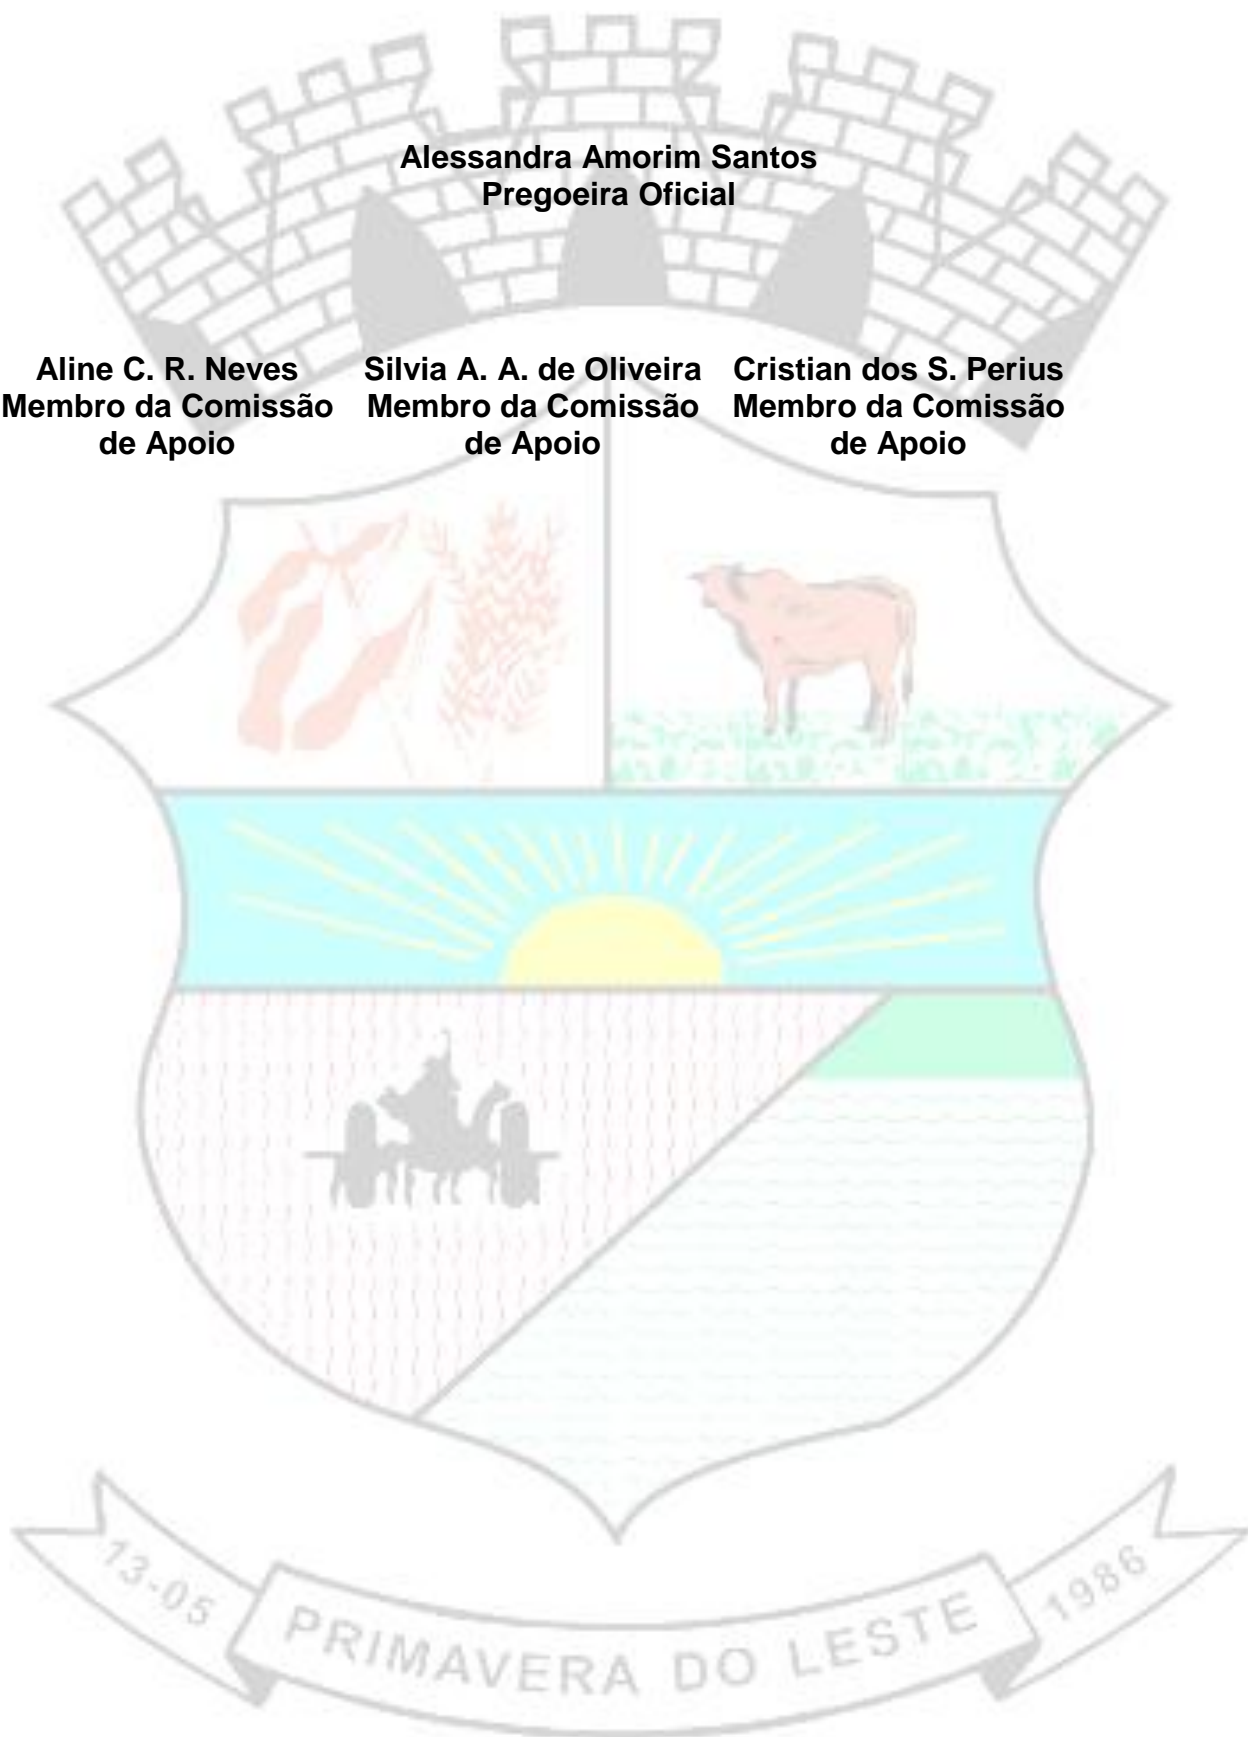 Alessandra Amorim Santos
Pregoeira Oficial
Aline C. R. Neves
Membro da Comissão
de Apoio
Silvia A. A. de Oliveira
Membro da Comissão
de Apoio
Cristian dos S. Perius
Membro da Comissão
de Apoio
13-05
PRIMAVERA DO LESTE
1986